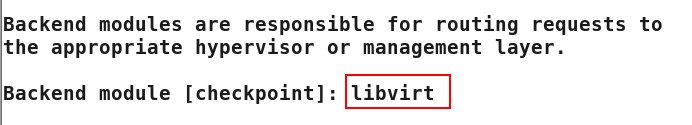 Backend modules are responsible for routing requests to
the appropriate hypervisor or management layer.
Backend module [checkpoint]: libvirt